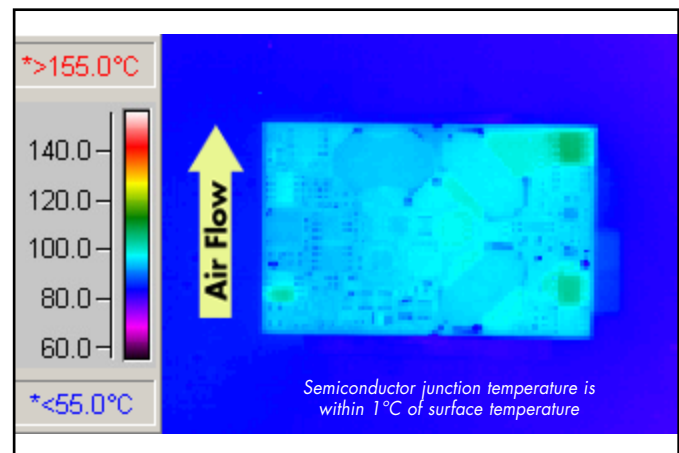 *>155.0°C
140.0
120.0
100.0
80.0
60.0
*<55.0°C
Air Flow
Semiconductor junction temperature is
within 1°C of surface temperature